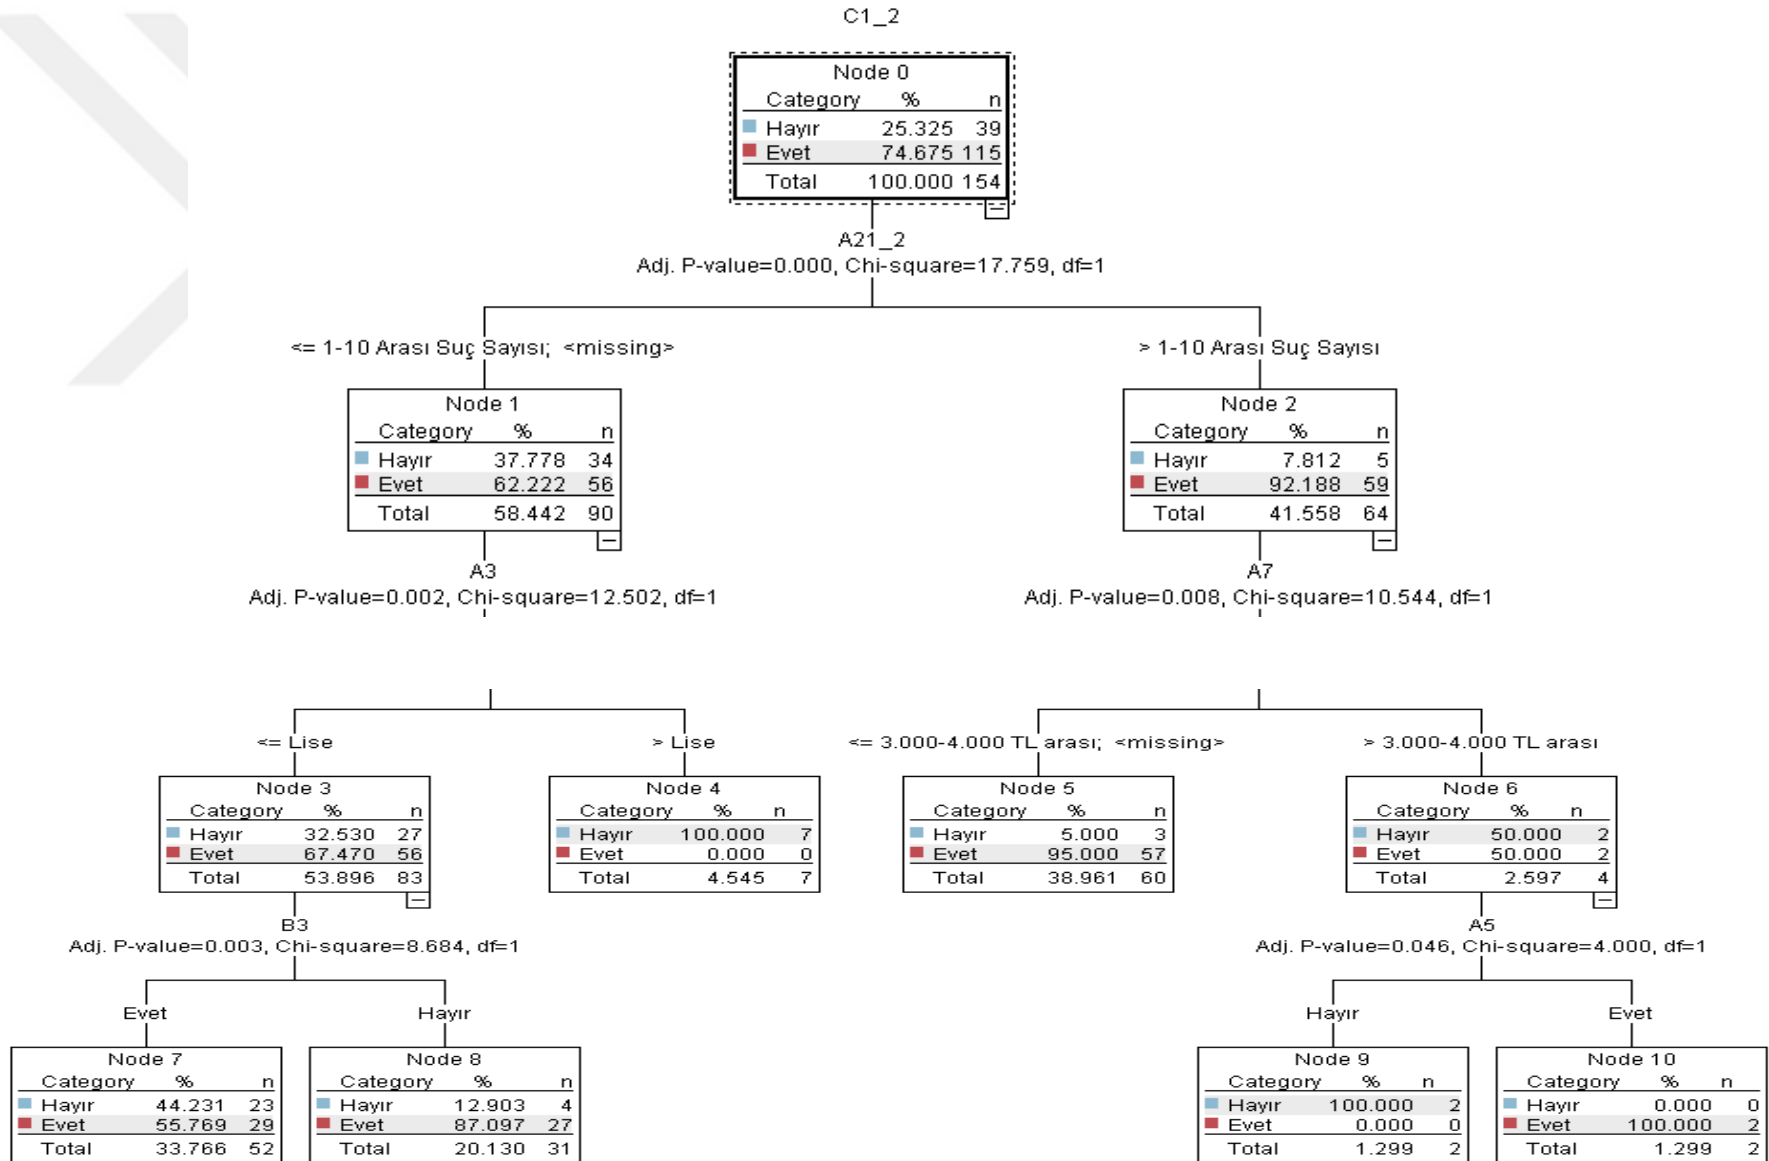 C1_2
Node 0
Category % n
Hayır 25.325 39
Evet 74.675 115
Total 100.000 154
A21_2
Adj. P-value=0.000, Chi-square=17.759, df=1
<= 1-10 Arası Suç Sayısı; <missing>
> 1-10 Arası Suç Sayısı
Node 1
Category % n
Hayır 37.778 34
Evet 62.222 56
Total 58.442 90
Node 2
Category % n
Hayır 7.812 5
Evet 92.188 59
Total 41.558 64
A3
Adj. P-value=0.002, Chi-square=12.502, df=1
A7
Adj. P-value=0.008, Chi-square=10.544, df=1
<= Lise
> Lise
<= 3.000-4.000 TL arası; <missing>
> 3.000-4.000 TL arası
Node 3
Category % n
Hayır 32.530 27
Evet 67.470 56
Total 53.896 83
Node 4
Category % n
Hayır 100.000 7
Evet 0.000 0
Total 4.545 7
Node 5
Category % n
Hayır 5.000 3
Evet 95.000 57
Total 38.961 60
Node 6
Category % n
Hayır 50.000 2
Evet 50.000 2
Total 2.597 4
B3
Adj. P-value=0.003, Chi-square=8.684, df=1
A5
Adj. P-value=0.046, Chi-square=4.000, df=1
Evet
Hayır
Hayır
Evet
Node 7
Category % n
Hayır 44.231 23
Evet 55.769 29
Total 33.766 52
Node 8
Category % n
Hayır 12.903 4
Evet 87.097 27
Total 20.130 31
Node 9
Category % n
Hayır 100.000 2
Evet 0.000 0
Total 1.299 2
Node 10
Category % n
Hayır 0.000 0
Evet 100.000 2
Total 1.299 2